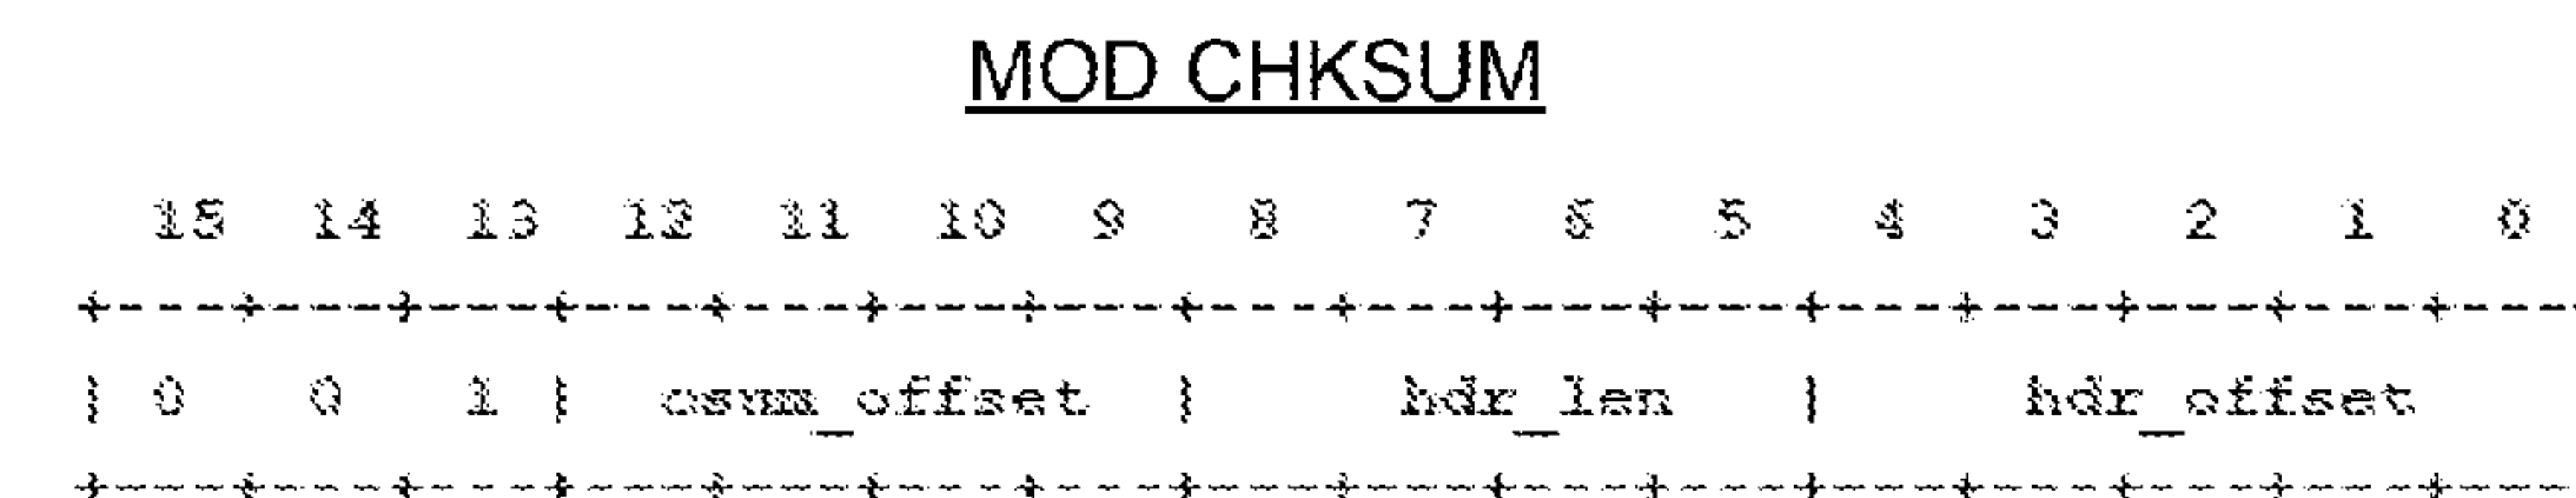 MOD CHKSUM
15 14 13 12 11 10 9 8 7 6 5 4 3 2 1 0
+---+---+---+---+---+---+---+---+---+---+---+---+---+---+---+---
| 0 0 1 | csum_offset | hdr_len | hdr_offset
+---+---+---+---+---+---+---+---+---+---+---+---+---+---+---+---